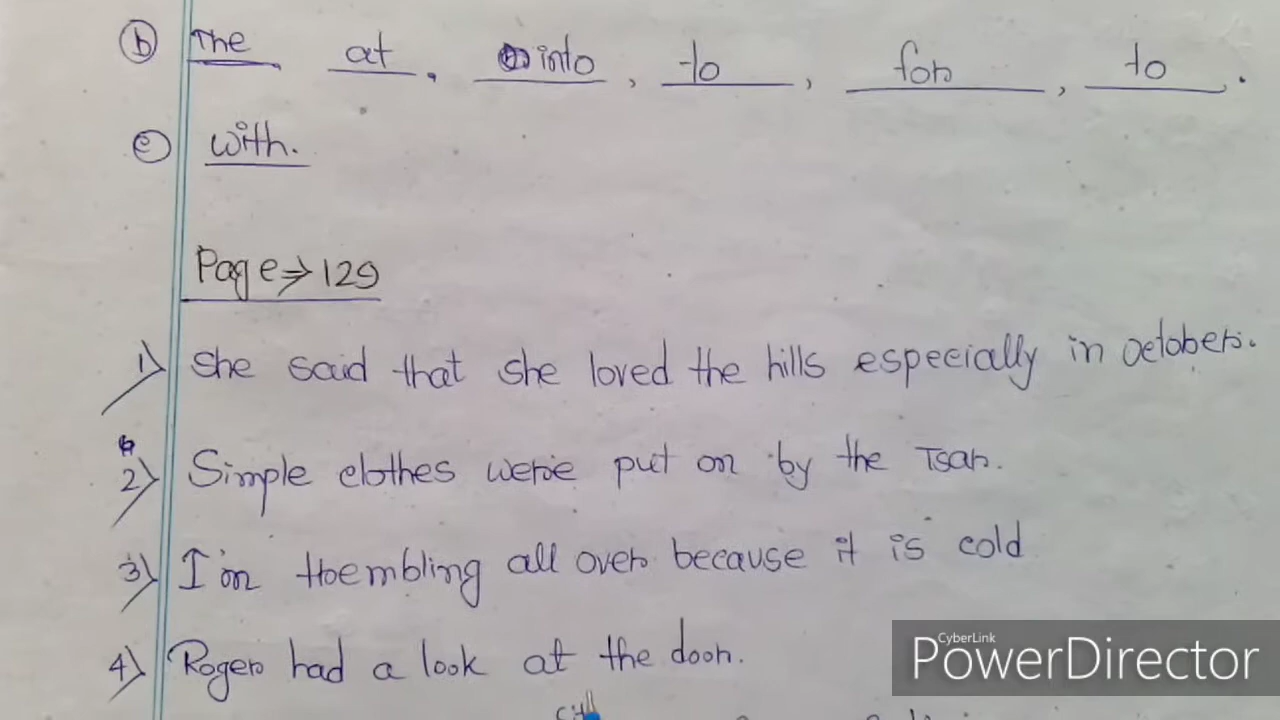 b The at. into, to, for, to.
e with.
Page⇒129
1) She said that she loved the hills especially in October.
2) Simple clothes were put on by the Tsar.
3) I'm trembling all over because it is cold
4) Roger had a look at the door.
CyberLink
PowerDirector